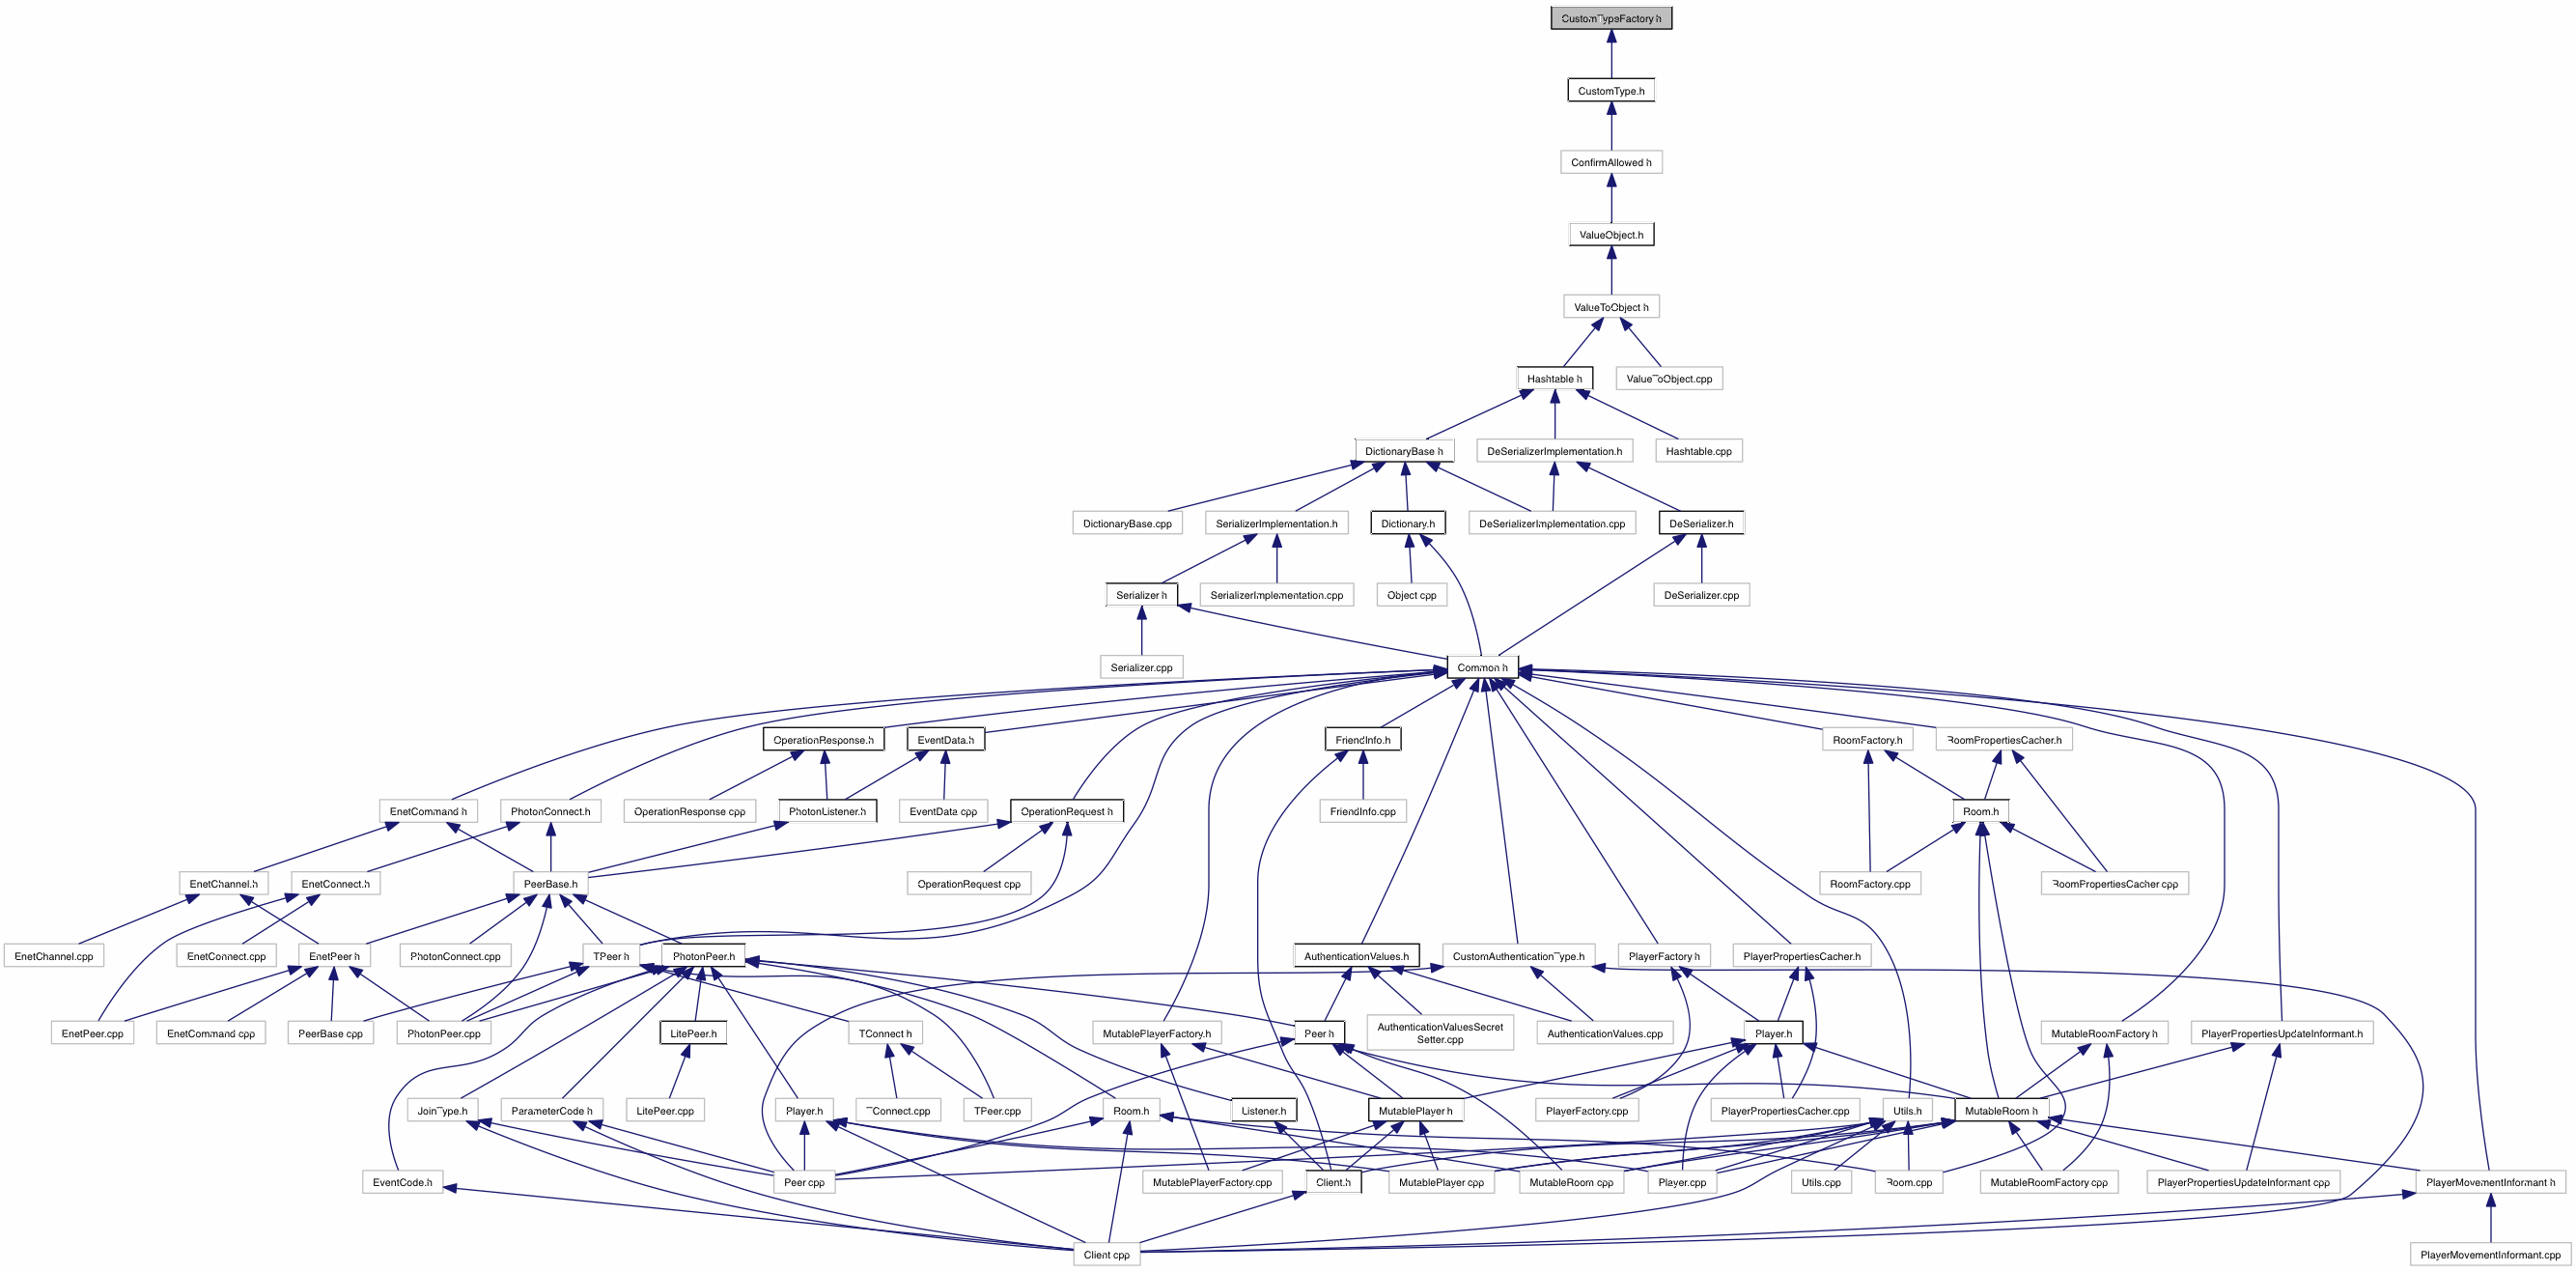 CustomTypeFactory.h
CustomType.h
ConfirmAllowed.h
ValueObject.h
ValueToObject.h
Hashtable.h
ValueToObject.cpp
DictionaryBase.h
DeSerializerImplementation.h
Hashtable.cpp
DictionaryBase.cpp
SerializerImplementation.h
Dictionary.h
DeSerializerImplementation.cpp
DeSerializer.h
Serializer.h
SerializerImplementation.cpp
Object.cpp
DeSerializer.cpp
Serializer.cpp
Common.h
OperationResponse.h
EventData.h
FriendInfo.h
RoomFactory.h
RoomPropertiesCacher.h
EnetCommand.h
PhotonConnect.h
OperationResponse.cpp
PhotonListener.h
EventData.cpp
OperationRequest.h
FriendInfo.cpp
Room.h
EnetChannel.h
EnetConnect.h
PeerBase.h
OperationRequest.cpp
RoomFactory.cpp
RoomPropertiesCacher.cpp
EnetChannel.cpp
EnetConnect.cpp
EnetPeer.h
PhotonConnect.cpp
TPeer.h
PhotonPeer.h
AuthenticationValues.h
CustomAuthenticationType.h
PlayerFactory.h
PlayerPropertiesCacher.h
EnetPeer.cpp
EnetCommand.cpp
PeerBase.cpp
PhotonPeer.cpp
LitePeer.h
TConnect.h
MutablePlayerFactory.h
Peer.h
AuthenticationValuesSecret
Setter.cpp
AuthenticationValues.cpp
Player.h
MutableRoomFactory.h
PlayerPropertiesUpdateInformant.h
JoinType.h
ParameterCode.h
LitePeer.cpp
Player.h
TConnect.cpp
TPeer.cpp
Room.h
Listener.h
MutablePlayer.h
PlayerFactory.cpp
PlayerPropertiesCacher.cpp
Utils.h
MutableRoom.h
EventCode.h
Peer.cpp
MutablePlayerFactory.cpp
Client.h
MutablePlayer.cpp
MutableRoom.cpp
Player.cpp
Utils.cpp
Room.cpp
MutableRoomFactory.cpp
PlayerPropertiesUpdateInformant.cpp
PlayerMovementInformant.h
Client.cpp
PlayerMovementInformant.cpp